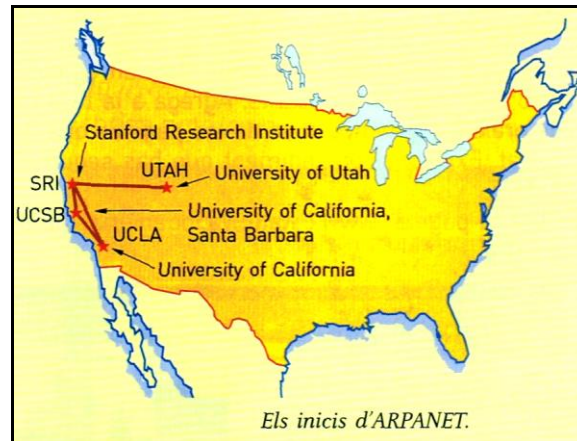 Stanford Research Institute
SRI
UTAH
University of Utah
UCSB
University of California,
Santa Barbara
UCLA
University of California
Els inicis d'ARPANET.